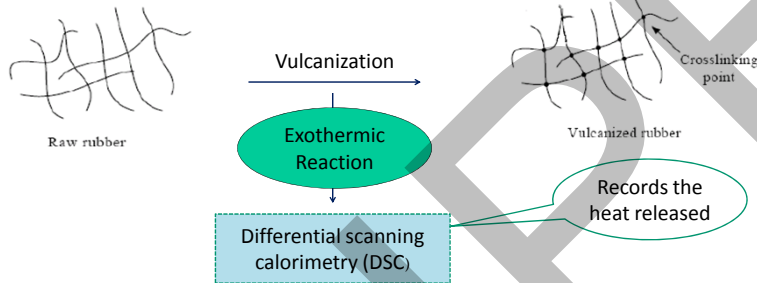 Vulcanization
Crosslinking
point
Raw rubber
Vulcanized rubber
Exothermic
Reaction
Records the
heat released
Differential scanning
calorimetry (DSC)